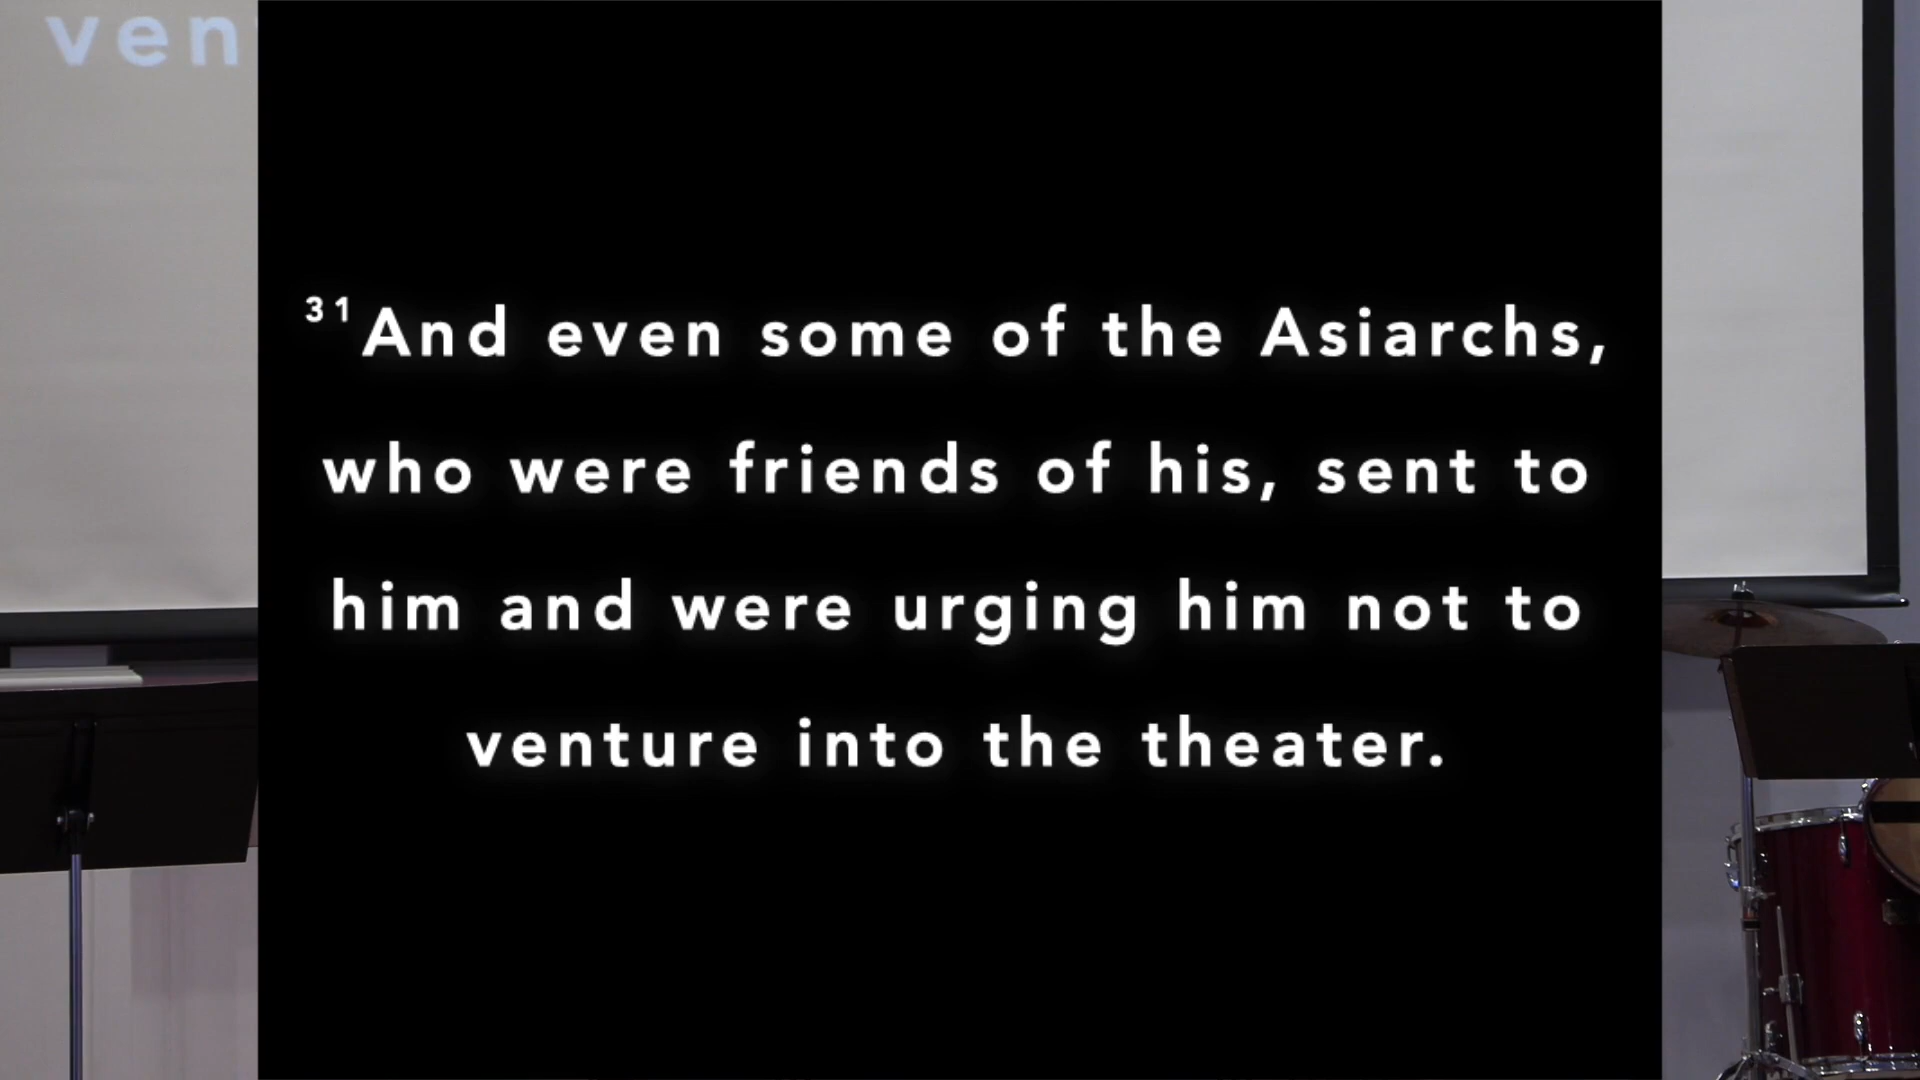 ven
31 And even some of the Asiarchs,
who were friends of his, sent to
him and were urging him not to
venture into the theater.